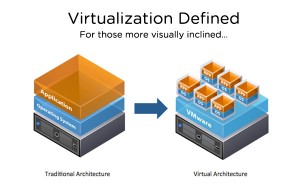 Virtualization Defined
For those more visually inclined...
Application
Operating System
VMware
Traditional Architecture
Virtual Architecture